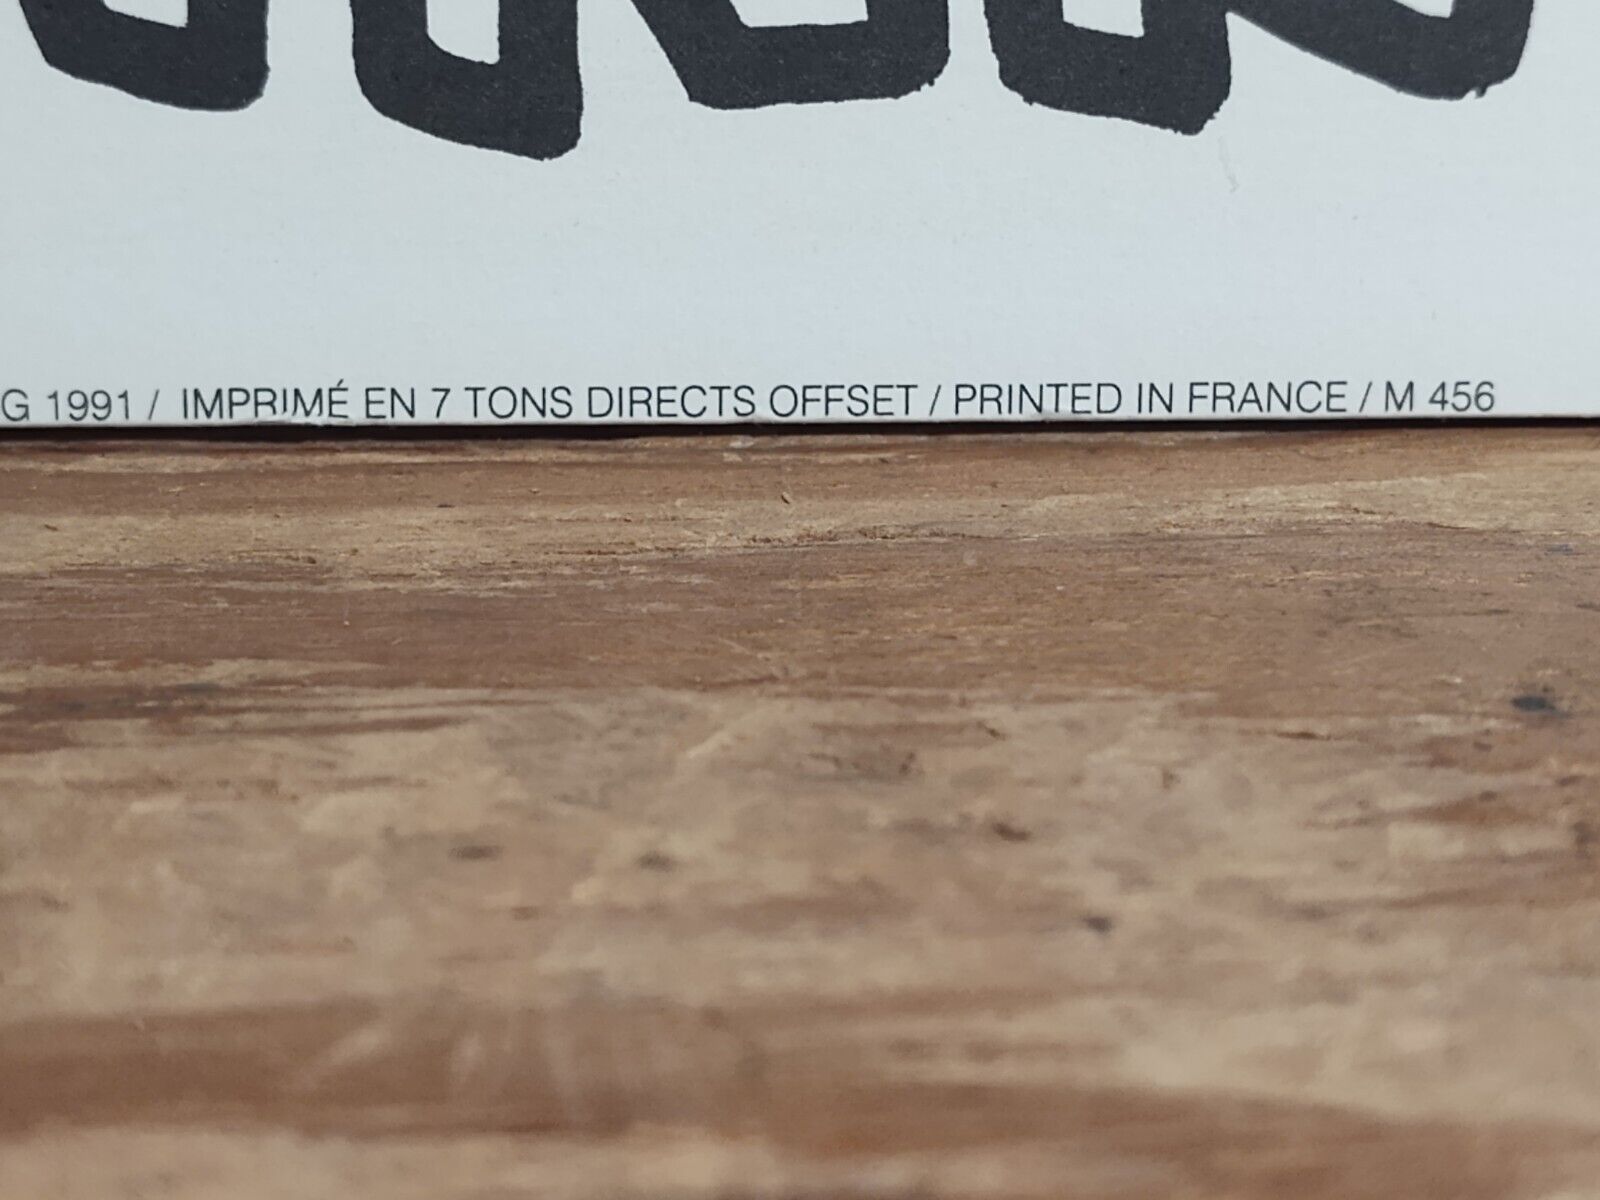 G 1991 / IMPRIMÉ EN 7 TONS DIRECTS OFFSET / PRINTED IN FRANCE / M 456